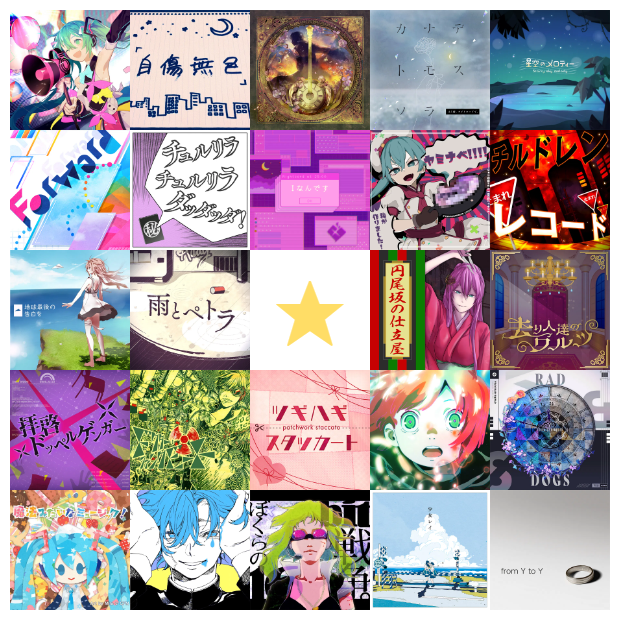 自傷無色
カナデ
トモス
ソラ
星空のメロディー
Forward
チュルリラ
チュルリラ
ダッダッダ!
㊙
Iなんです
ヤミナベ!!!!
チルドレン
レコード
地球最後の
告白を
雨とペトラ
円尾坂の仕立屋
去り人達の
ワルツ
拝啓
ドッペルゲンガー
ツギハギ
patchwork staccato
スタッカート
RAD
DOGS
魔法みたいなミュージック!
ぼくらの
戦争
少女レイ
from Y to Y